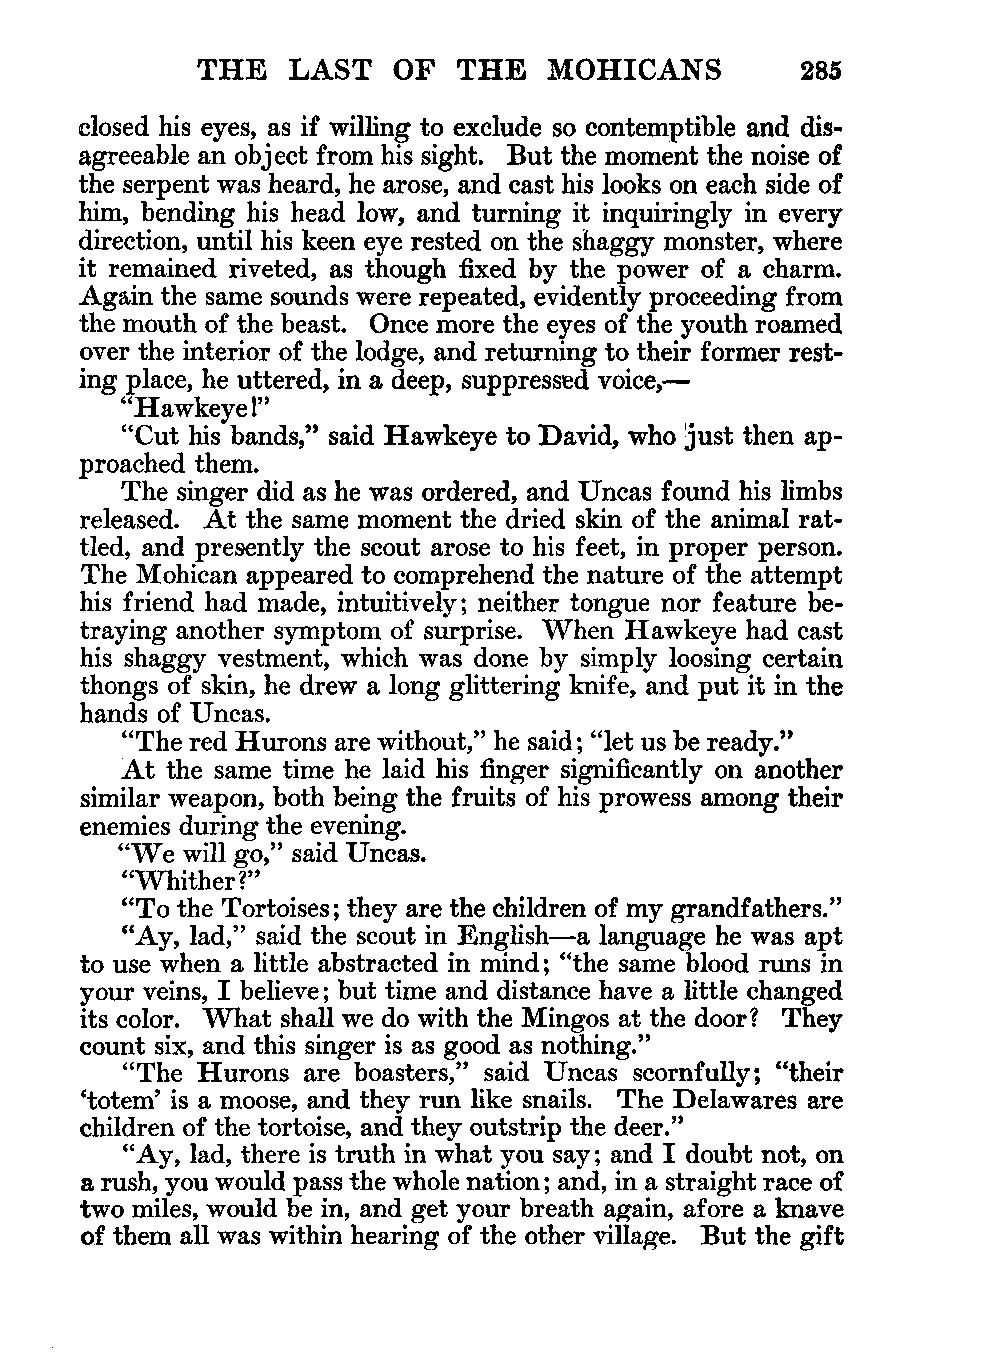 THE LAST OF THE MOHICANS 285
closed his eyes, as if willing to exclude so contemptible and dis-
agreeable an object from his sight. But the moment the noise of
the serpent was heard, he arose, and cast his looks on each side of
him, bending his head low, and turning it inquiringly in every
direction, until his keen eye rested on the shaggy monster, where
it remained riveted, as though fixed by the power of a charm.
Again the same sounds were repeated, evidently proceeding from
the mouth of the beast. Once more the eyes of the youth roamed
over the interior of the lodge, and returning to their former rest-
ing place, he uttered, in a deep, suppressed voice,—
“Hawkeye!”
“Cut his bands,” said Hawkeye to David, who just then ap-
proached them.
The singer did as he was ordered, and Uncas found his limbs
released. At the same moment the dried skin of the animal rat-
tled, and presently the scout arose to his feet, in proper person.
The Mohican appeared to comprehend the nature of the attempt
his friend had made, intuitively; neither tongue nor feature be-
traying another symptom of surprise. When Hawkeye had cast
his shaggy vestment, which was done by simply loosing certain
thongs of skin, he drew a long glittering knife, and put it in the
hands of Uncas.
“The red Hurons are without,” he said; “let us be ready.”
At the same time he laid his finger significantly on another
similar weapon, both being the fruits of his prowess among their
enemies during the evening.
“We will go,” said Uncas.
“Whither?”
“To the Tortoises; they are the children of my grandfathers.”
“Ay, lad,” said the scout in English—a language he was apt
to use when a little abstracted in mind; “the same blood runs in
your veins, I believe; but time and distance have a little changed
its color. What shall we do with the Mingos at the door? They
count six, and this singer is as good as nothing.”
“The Hurons are boasters,” said Uncas scornfully; “their
‘totem’ is a moose, and they run like snails. The Delawares are
children of the tortoise, and they outstrip the deer.”
“Ay, lad, there is truth in what you say; and I doubt not, on
a rush, you would pass the whole nation; and, in a straight race of
two miles, would be in, and get your breath again, afore a knave
of them all was within hearing of the other village. But the gift